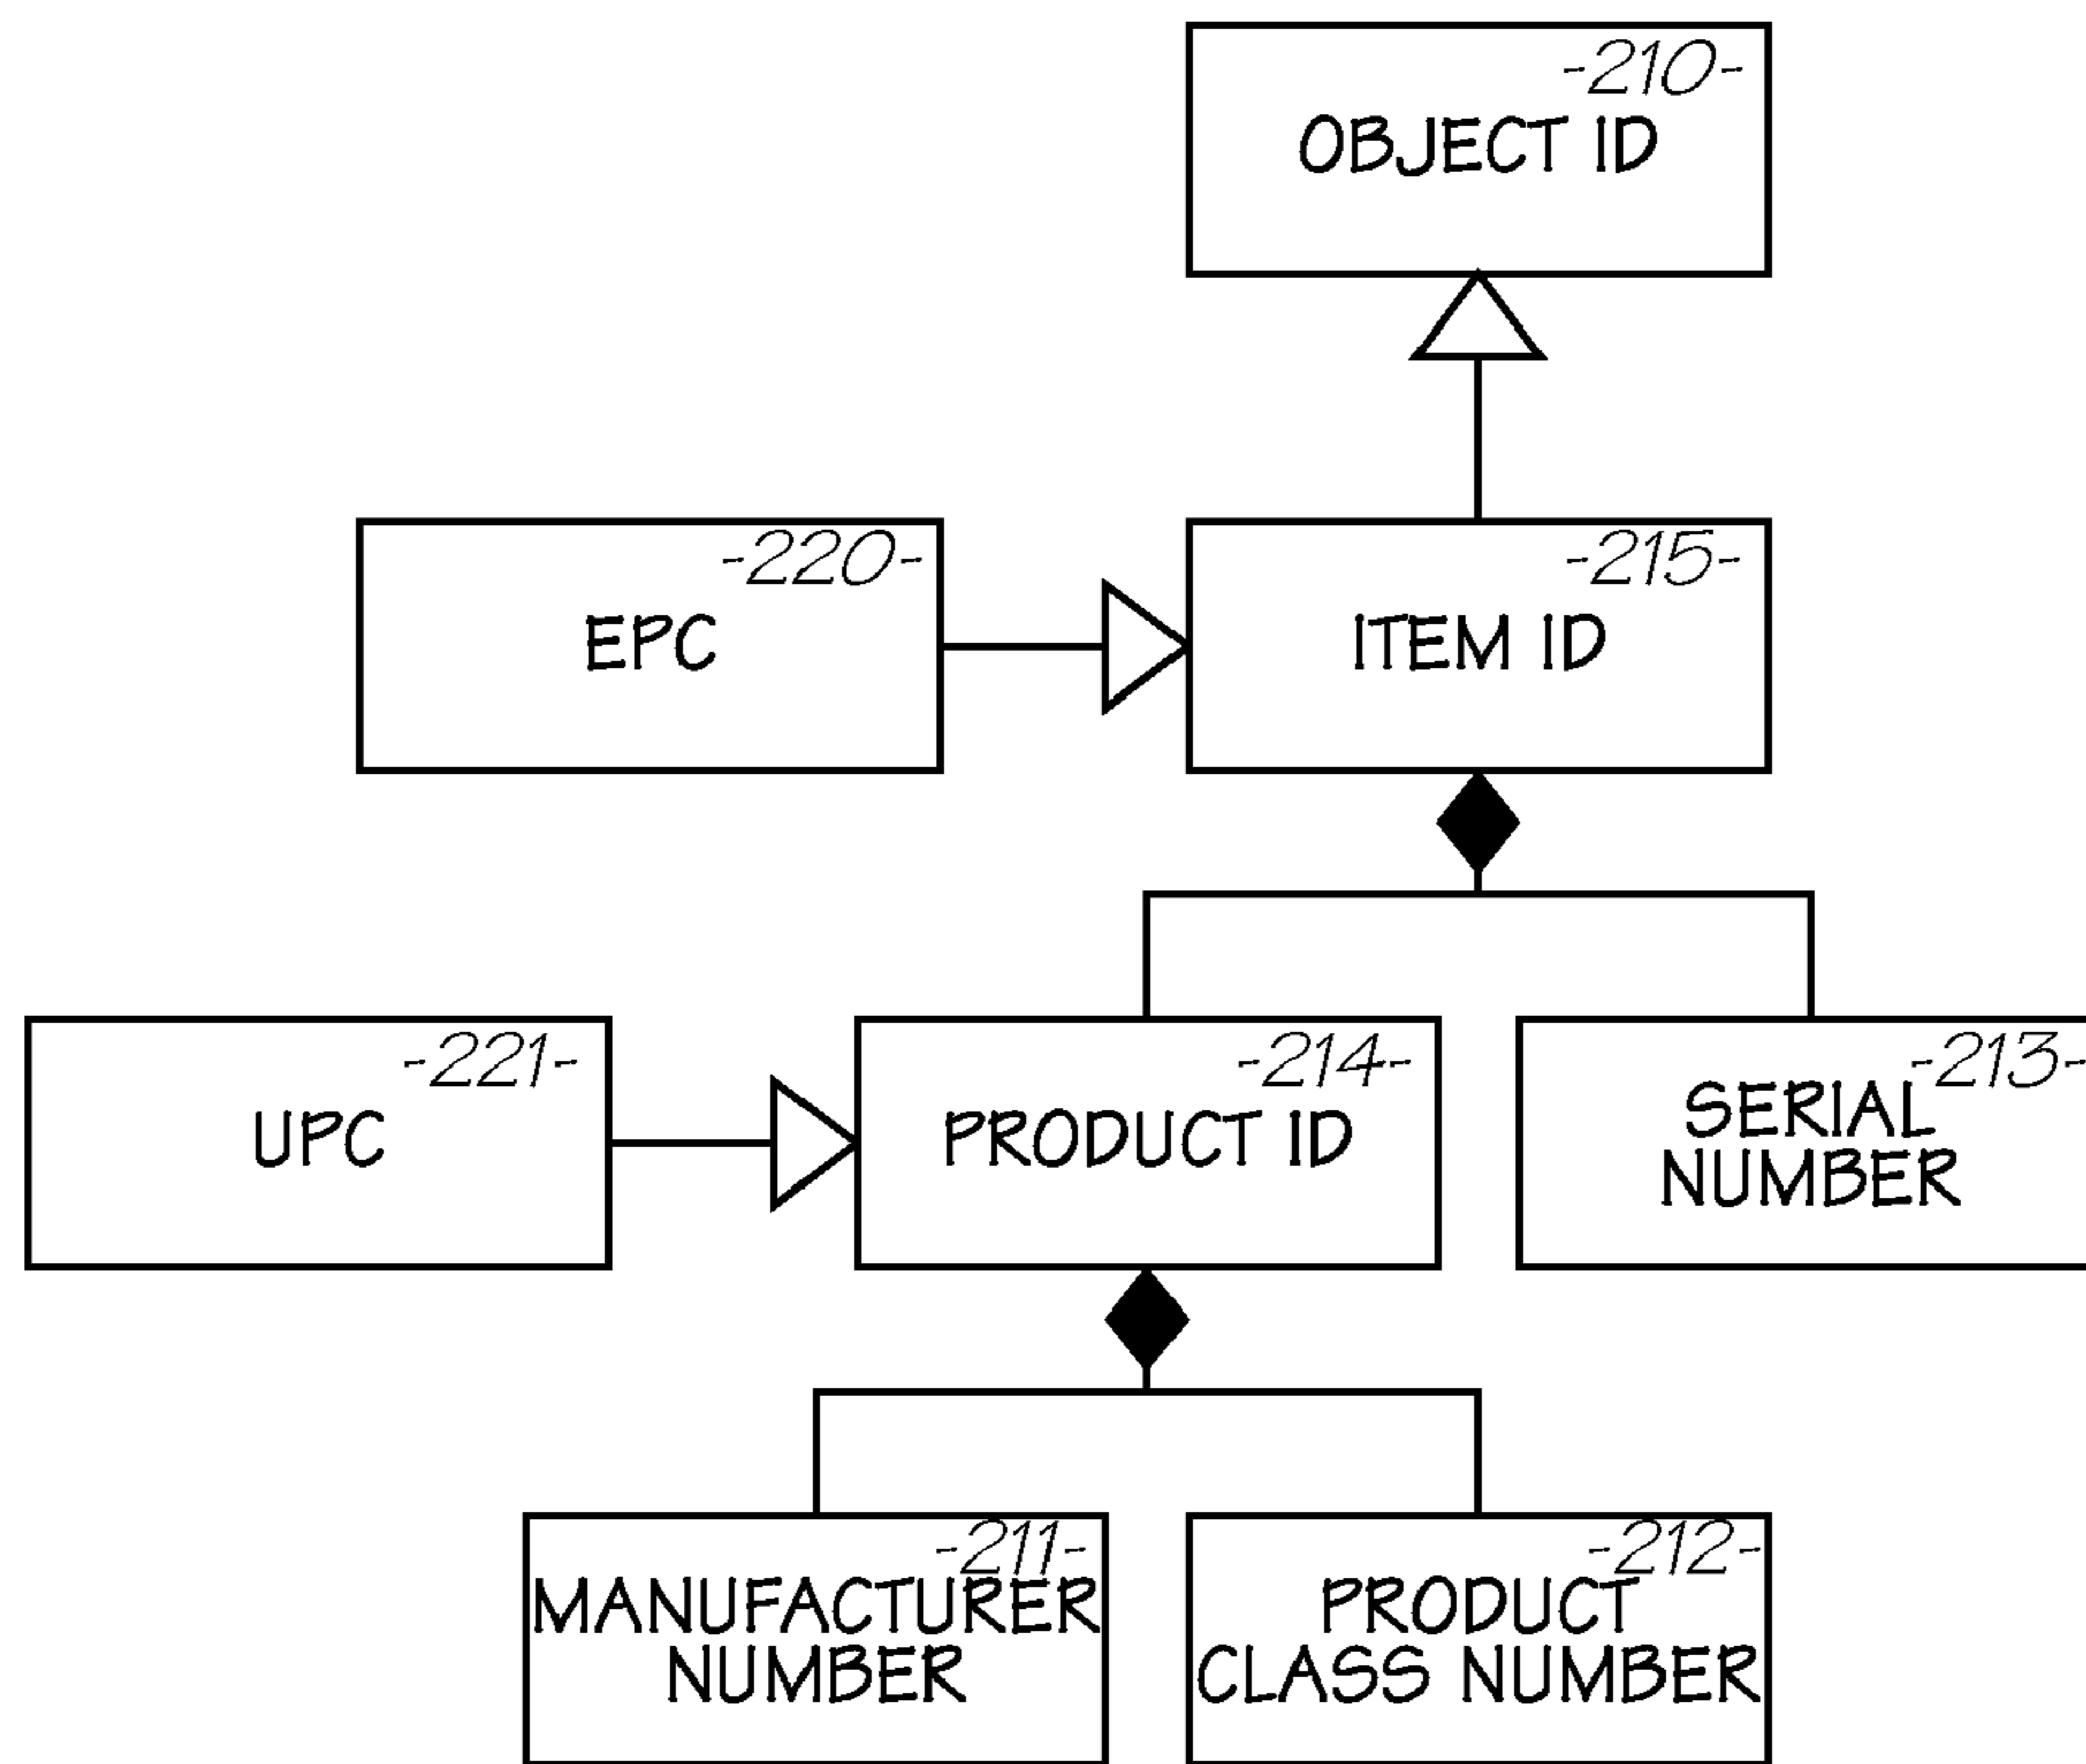 -210-
OBJECT ID
-220-
EPC
-215-
ITEM ID
-221-
UPC
-214-
PRODUCT ID
-213-
SERIAL
NUMBER
-211-
MANUFACTURER
NUMBER
-212-
PRODUCT
CLASS NUMBER